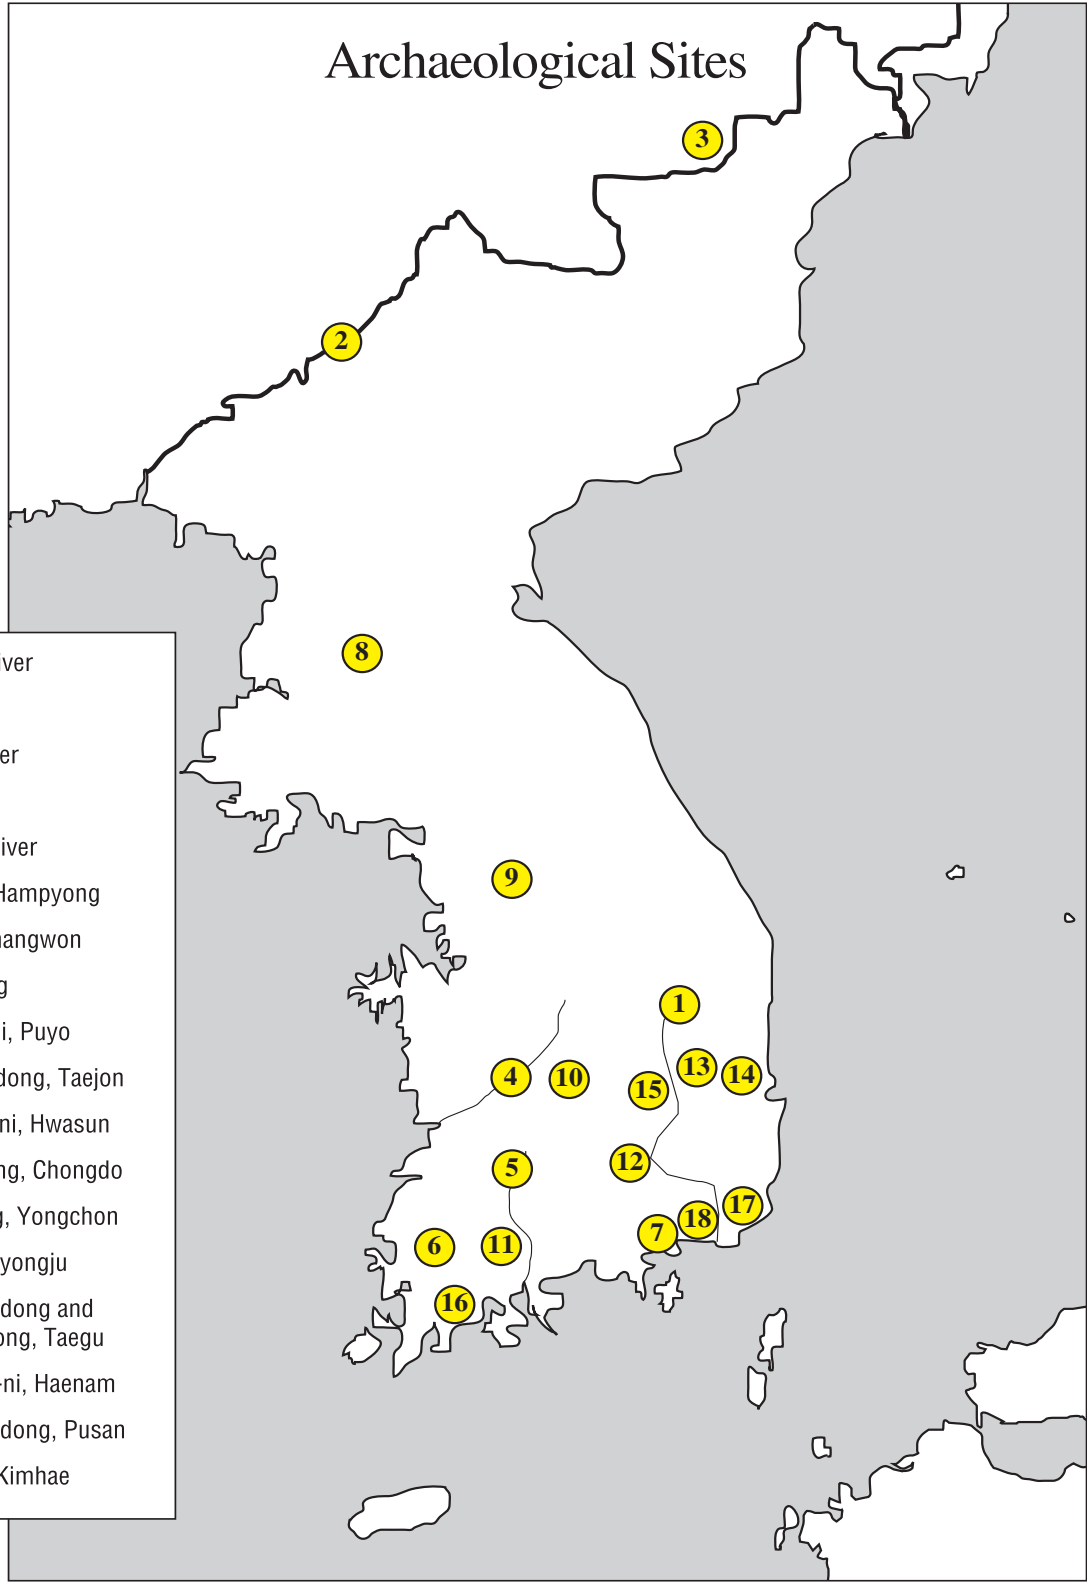 Archaeological Sites
3
2
8
9
1
4
10
15
13
14
5
12
6
11
7
18
17
16
iver
er
iver
Hampyong
angwon
g
i, Puyo
dong, Taejon
ni, Hwasun
ng, Chongdo
g, Yongchon
yongju
dong and
ong, Taegu
-ni, Haenam
dong, Pusan
Kimhae